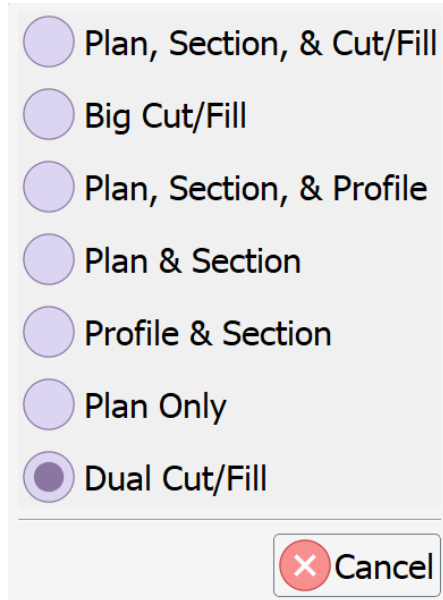 Plan, Section, & Cut/Fill
Big Cut/Fill
Plan, Section, & Profile
Plan & Section
Profile & Section
Plan Only
Dual Cut/Fill
Cancel